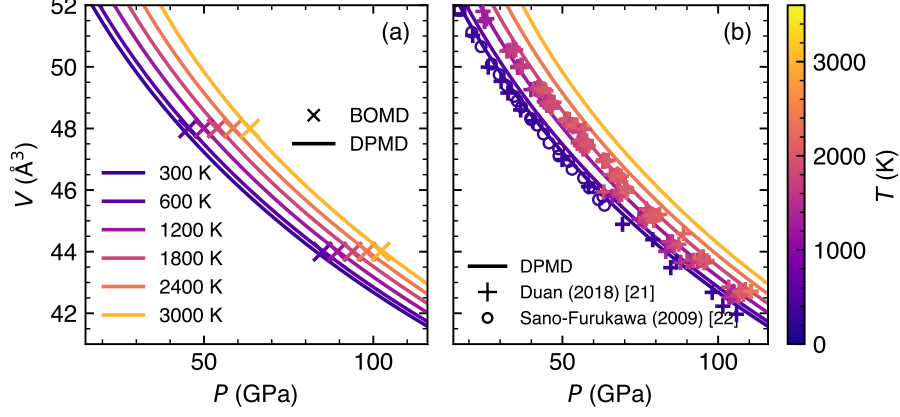 52
50
48
46
44
42
V (Å³)
(a)
BOMD
DPMD
300 K
600 K
1200 K
1800 K
2400 K
3000 K
50
100
P (GPa)
(b)
DPMD
Duan (2018) [21]
Sano-Furukawa (2009) [22]
50
100
P (GPa)
3000
2000
1000
0
T (K)